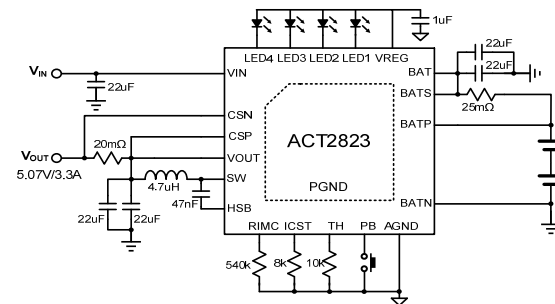 1uF
LED4 LED3 LED2 LED1 VREG
VIN
22uF
VIN
BAT
22uF
22uF
BATS
25mΩ
CSN
CSP
BATP
ACT2823
VOUT
20mΩ
VOUT
5.07V/3.3A
4.7uH
SW
PGND
47nF
HSB
BATN
22uF
22uF
RIMC ICST TH PB AGND
540k
8k
10k